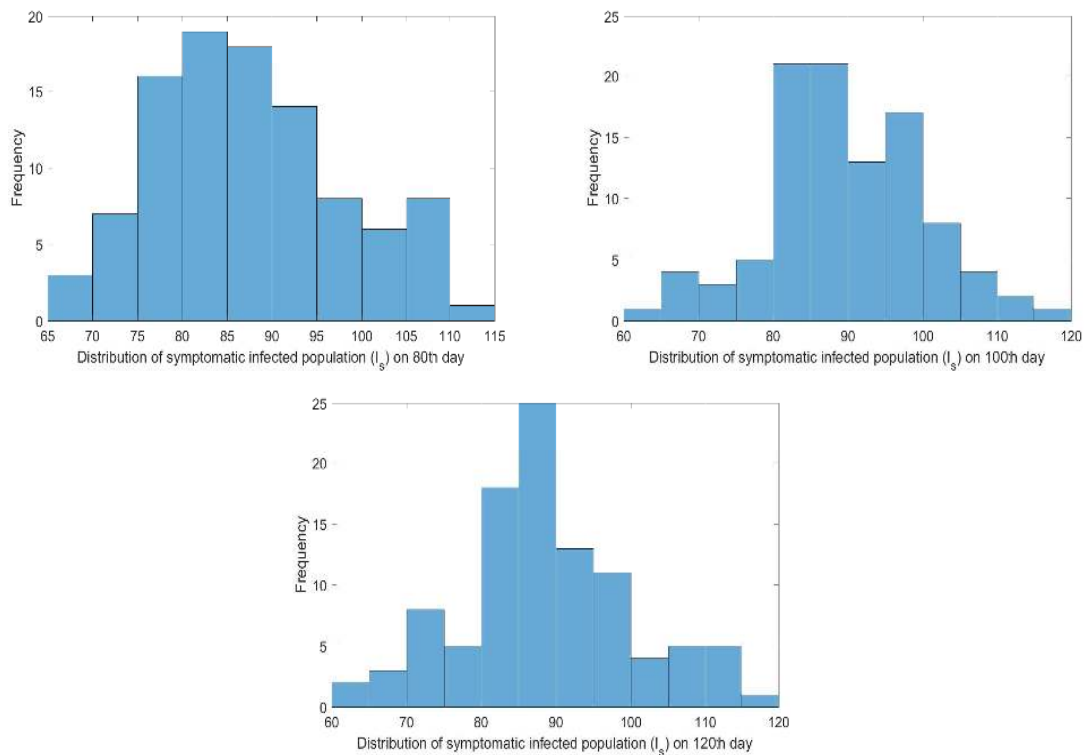 20
15
10
5
0
Frequency
65 70 75 80 85 90 95 100 105 110 115
Distribution of symptomatic infected population (I_s) on 80th day
25
20
15
10
5
0
Frequency
60 70 80 90 100 110 120
Distribution of symptomatic infected population (I_s) on 100th day
25
20
15
10
5
0
Frequency
60 70 80 90 100 110 120
Distribution of symptomatic infected population (I_s) on 120th day